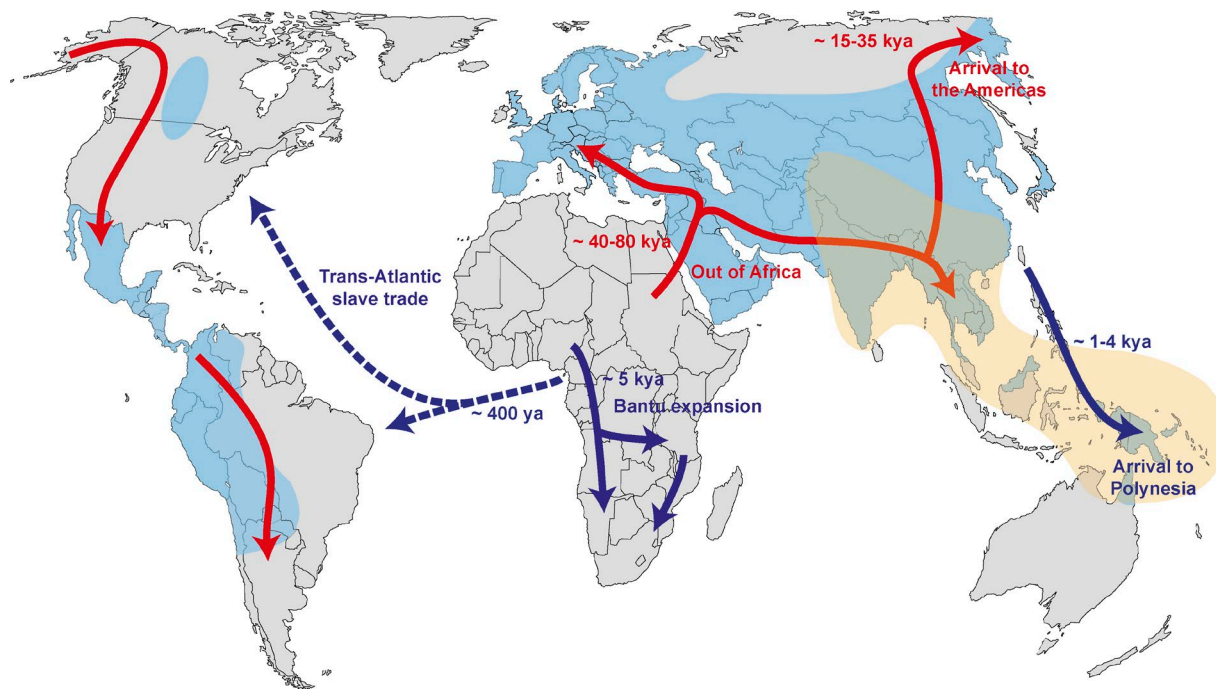 ~ 15-35 kya
Arrival to
the Americas
~ 40-80 kya
Out of Africa
Trans-Atlantic
slave trade
~ 1-4 kya
~ 5 kya
Bantu expansion
~ 400 ya
Arrival to
Polynesia